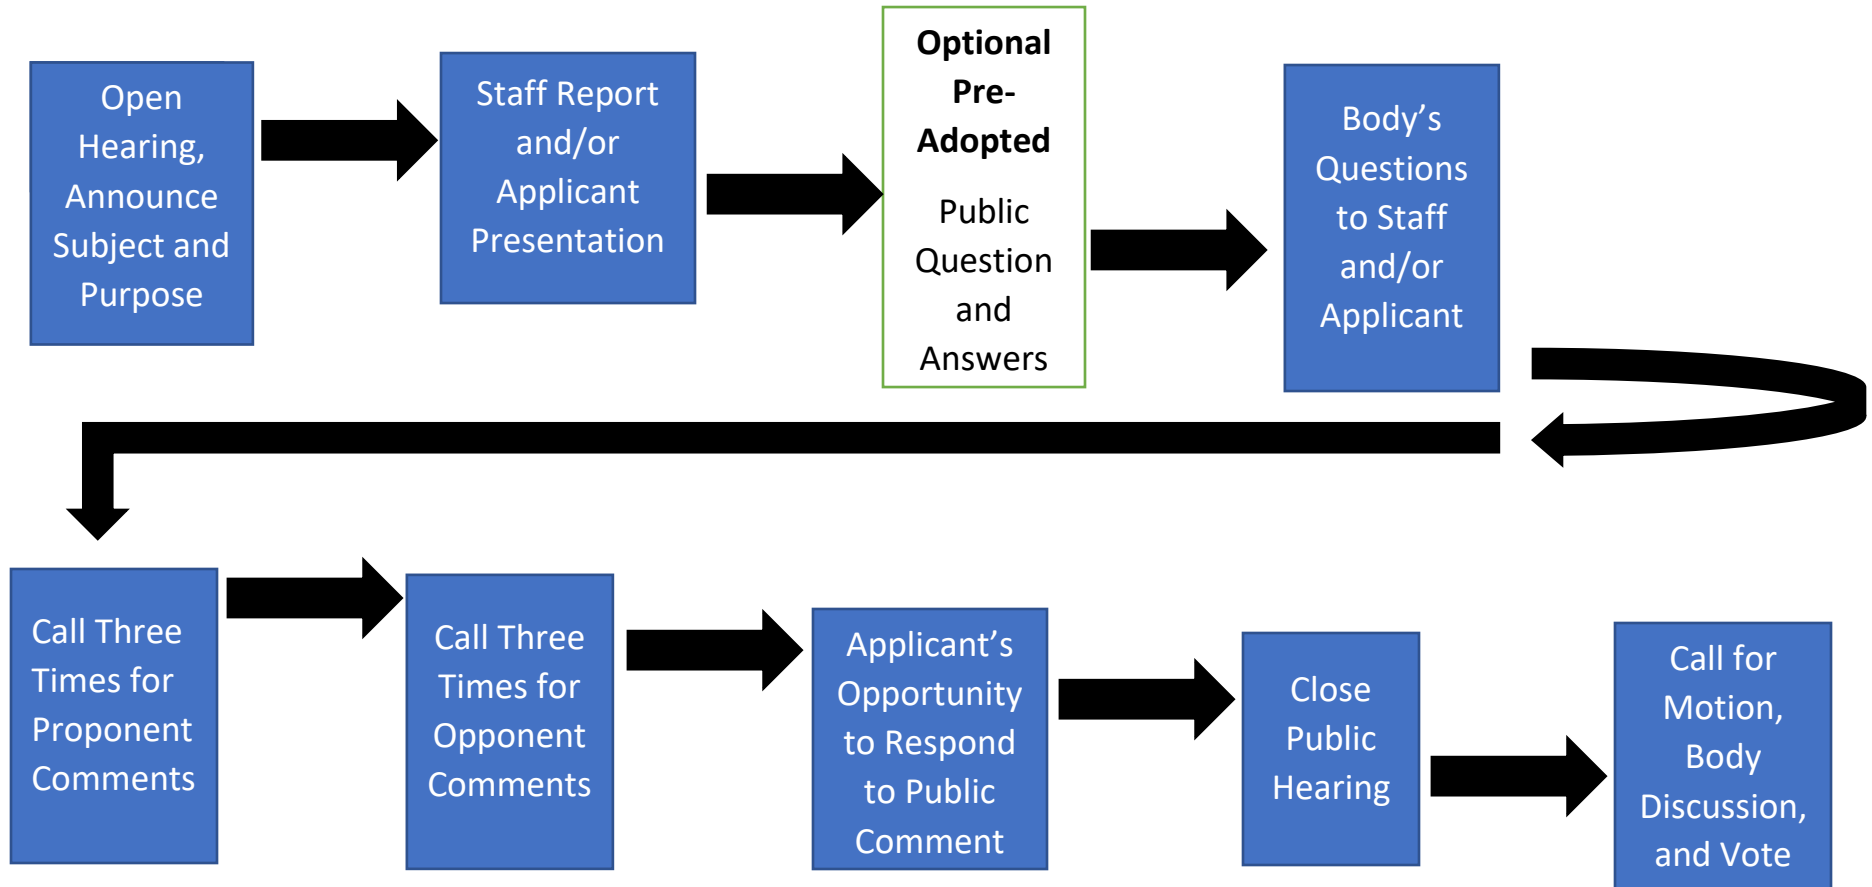 Open
Hearing,
Announce
Subject and
Purpose
Staff Report
and/or
Applicant
Presentation
Optional
Pre-
Adopted
Public
Question
and
Answers
Body’s
Questions
to Staff
and/or
Applicant
Call Three
Times for
Proponent
Comments
Call Three
Times for
Opponent
Comments
Applicant’s
Opportunity
to Respond
to Public
Comment
Close
Public
Hearing
Call for
Motion,
Body
Discussion,
and Vote